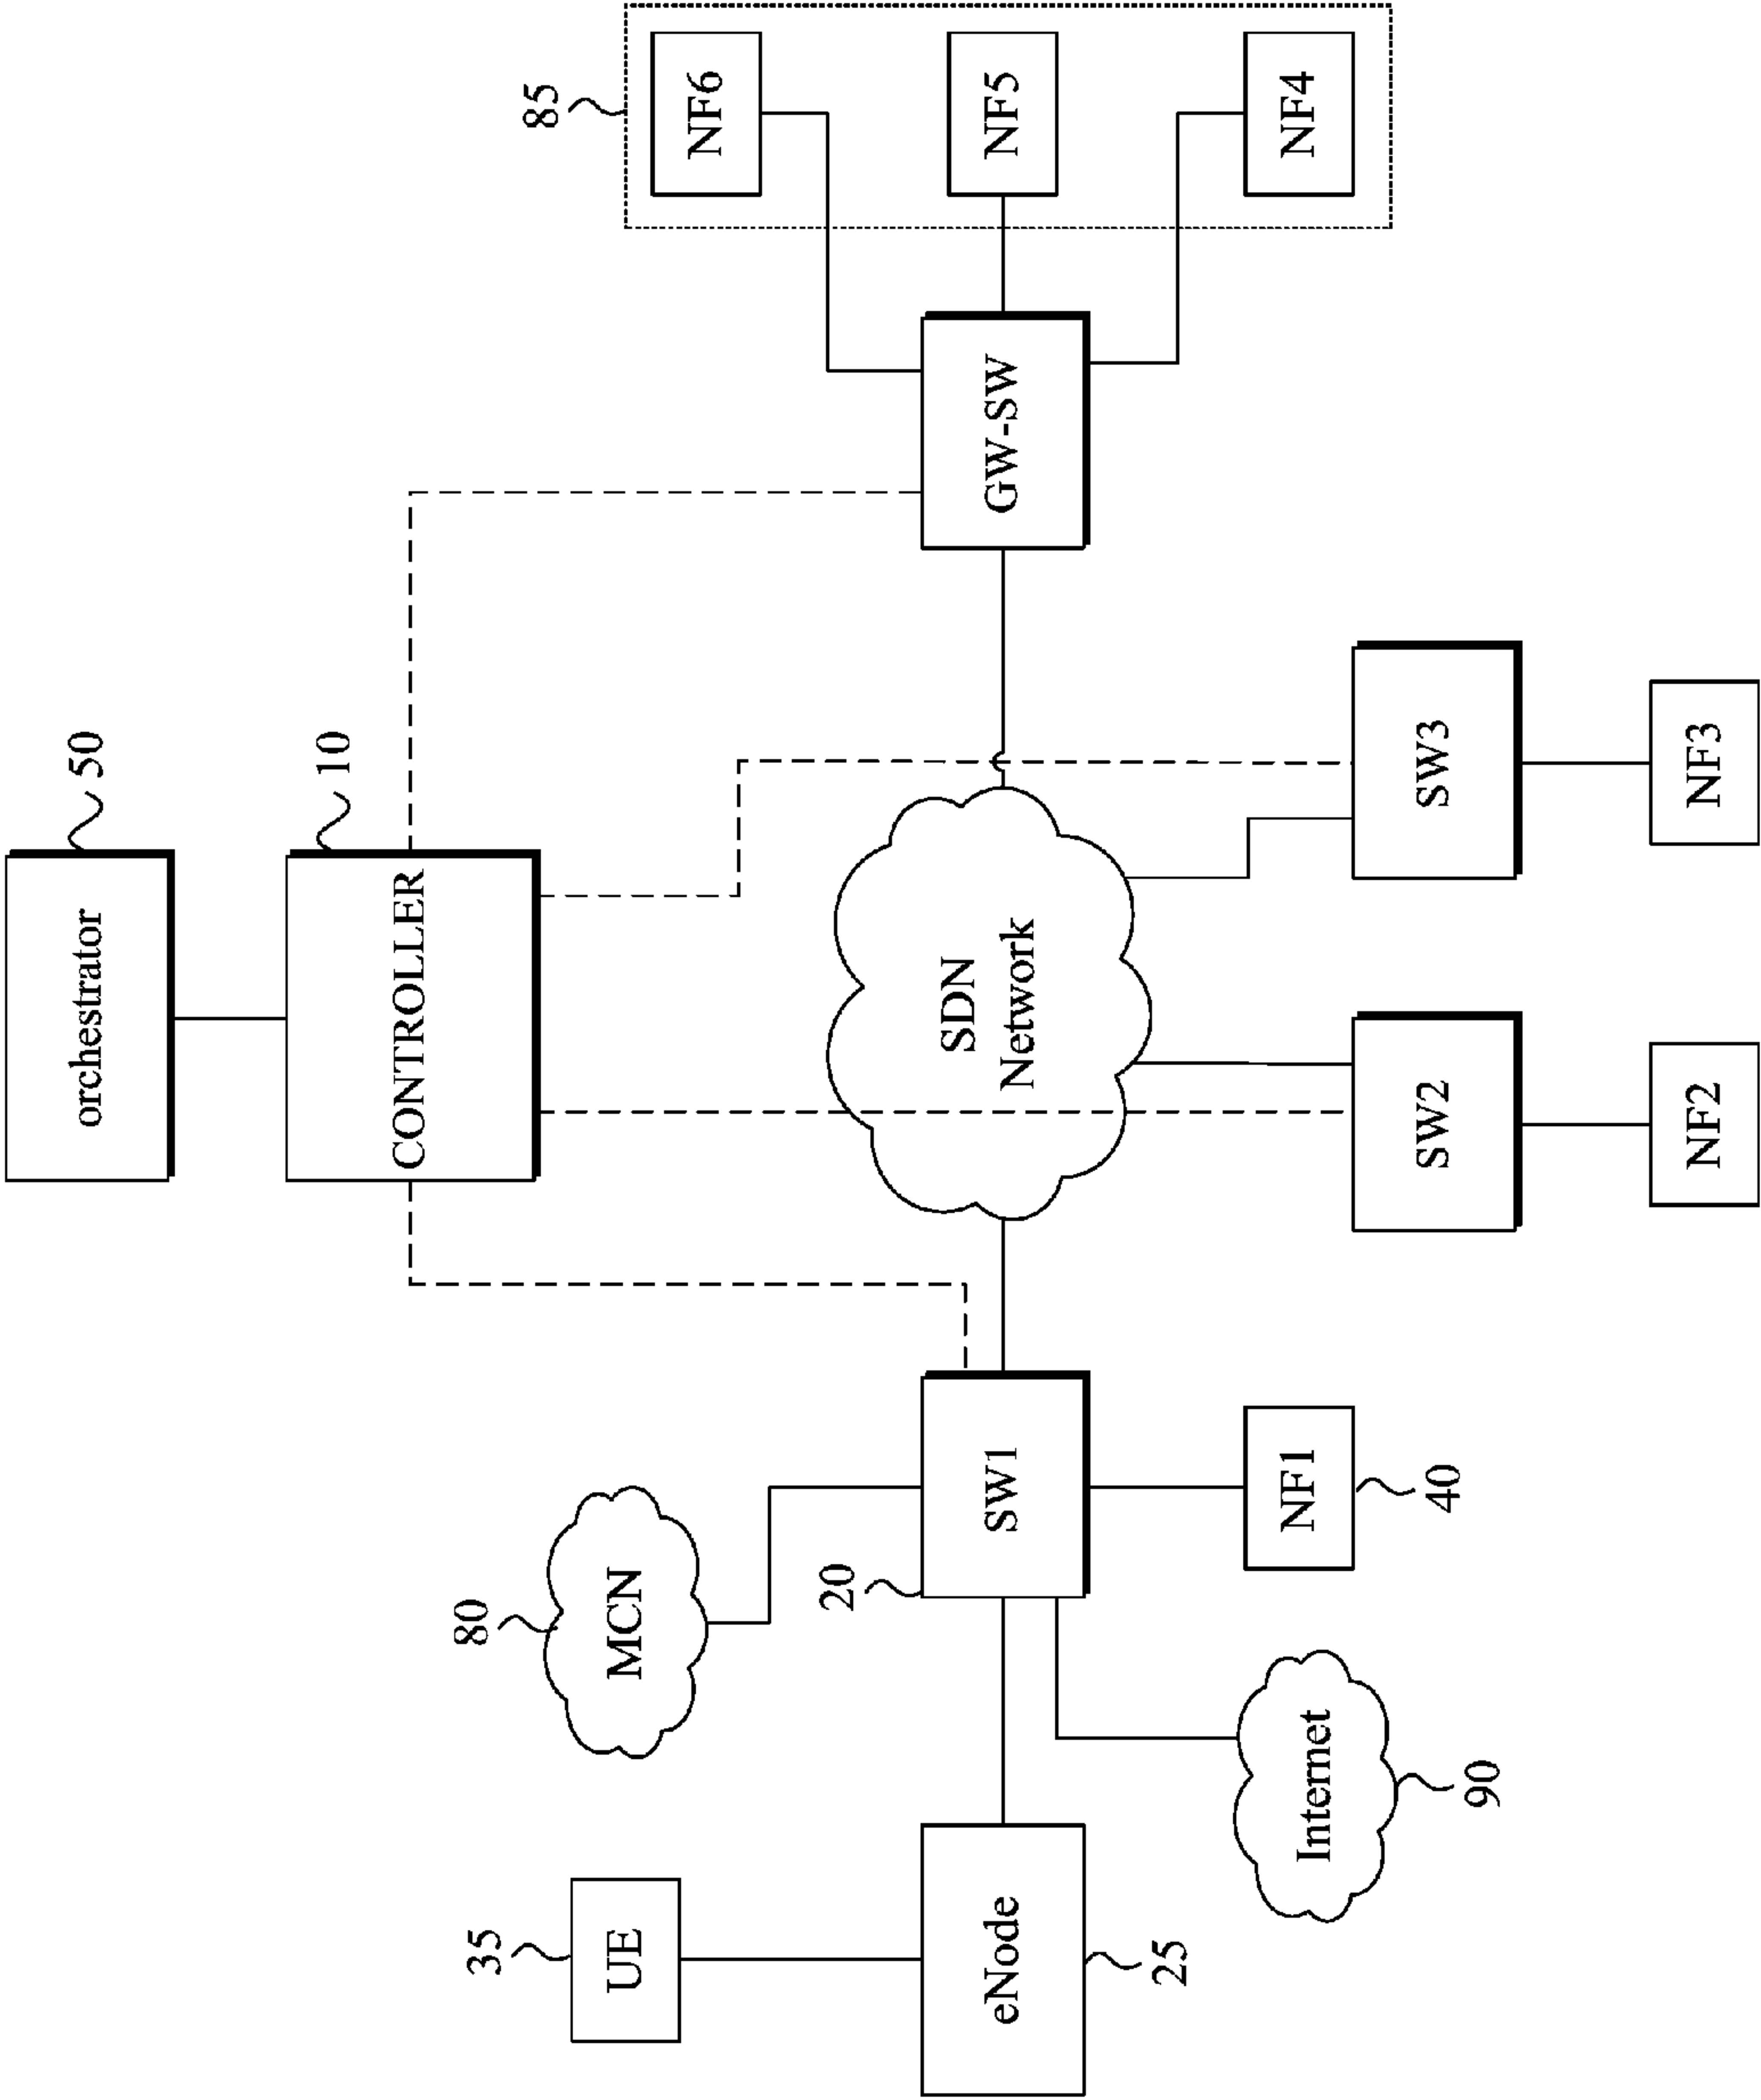 orchestrator
50
CONTROLLER
10
80
MCN
85
NF6
NF5
NF4
35
UE
20
SW1
SDN
Network
GW-SW
eNode
25
Internet
90
NF1
40
SW2
SW3
NF2
NF3